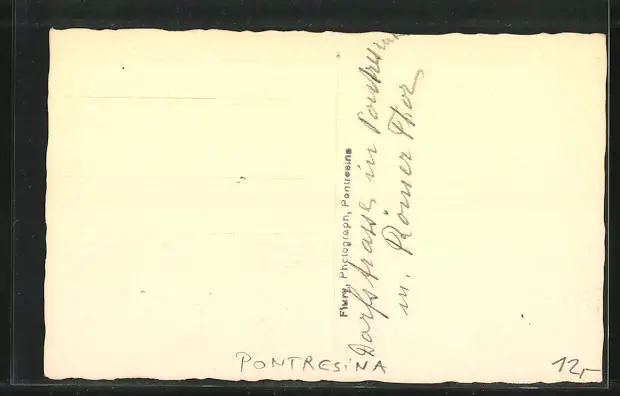 Flury, Photograph, Pontresina
Dorfstrasse in Pontresina
m. Römer Thor
PONTRESINA
12,-